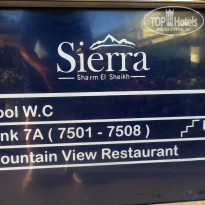 TOP Hotels
Sierra
Sharm El Sheikh
ool W.C
nk 7A ( 7501 - 7508 )
ountain View Restaurant